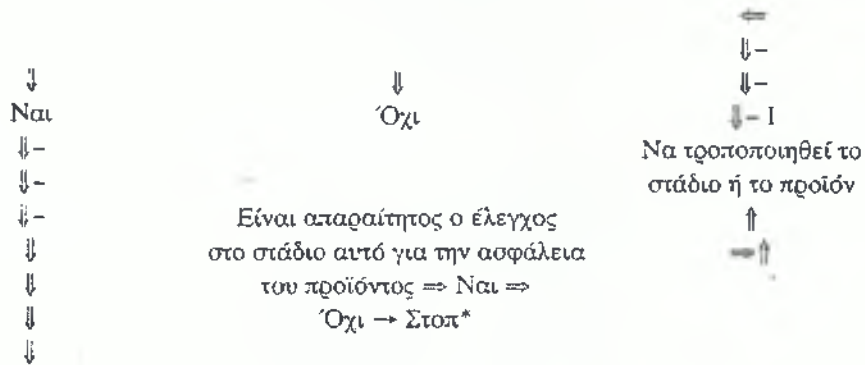 ⇐
⇓–
⇓ ⇓ ⇓–
Ναι Όχι ⇓– I
⇓– Να τροποποιηθεί το
⇓– στάδιο ή το προϊόν
⇓– Είναι απαραίτητος ο έλεγχος ⇑
⇓ στο στάδιο αυτό για την ασφάλεια ⇒⇑
⇓ του προϊόντος ⇒ Ναι ⇒
⇓ Όχι → Στοπ*
⇓